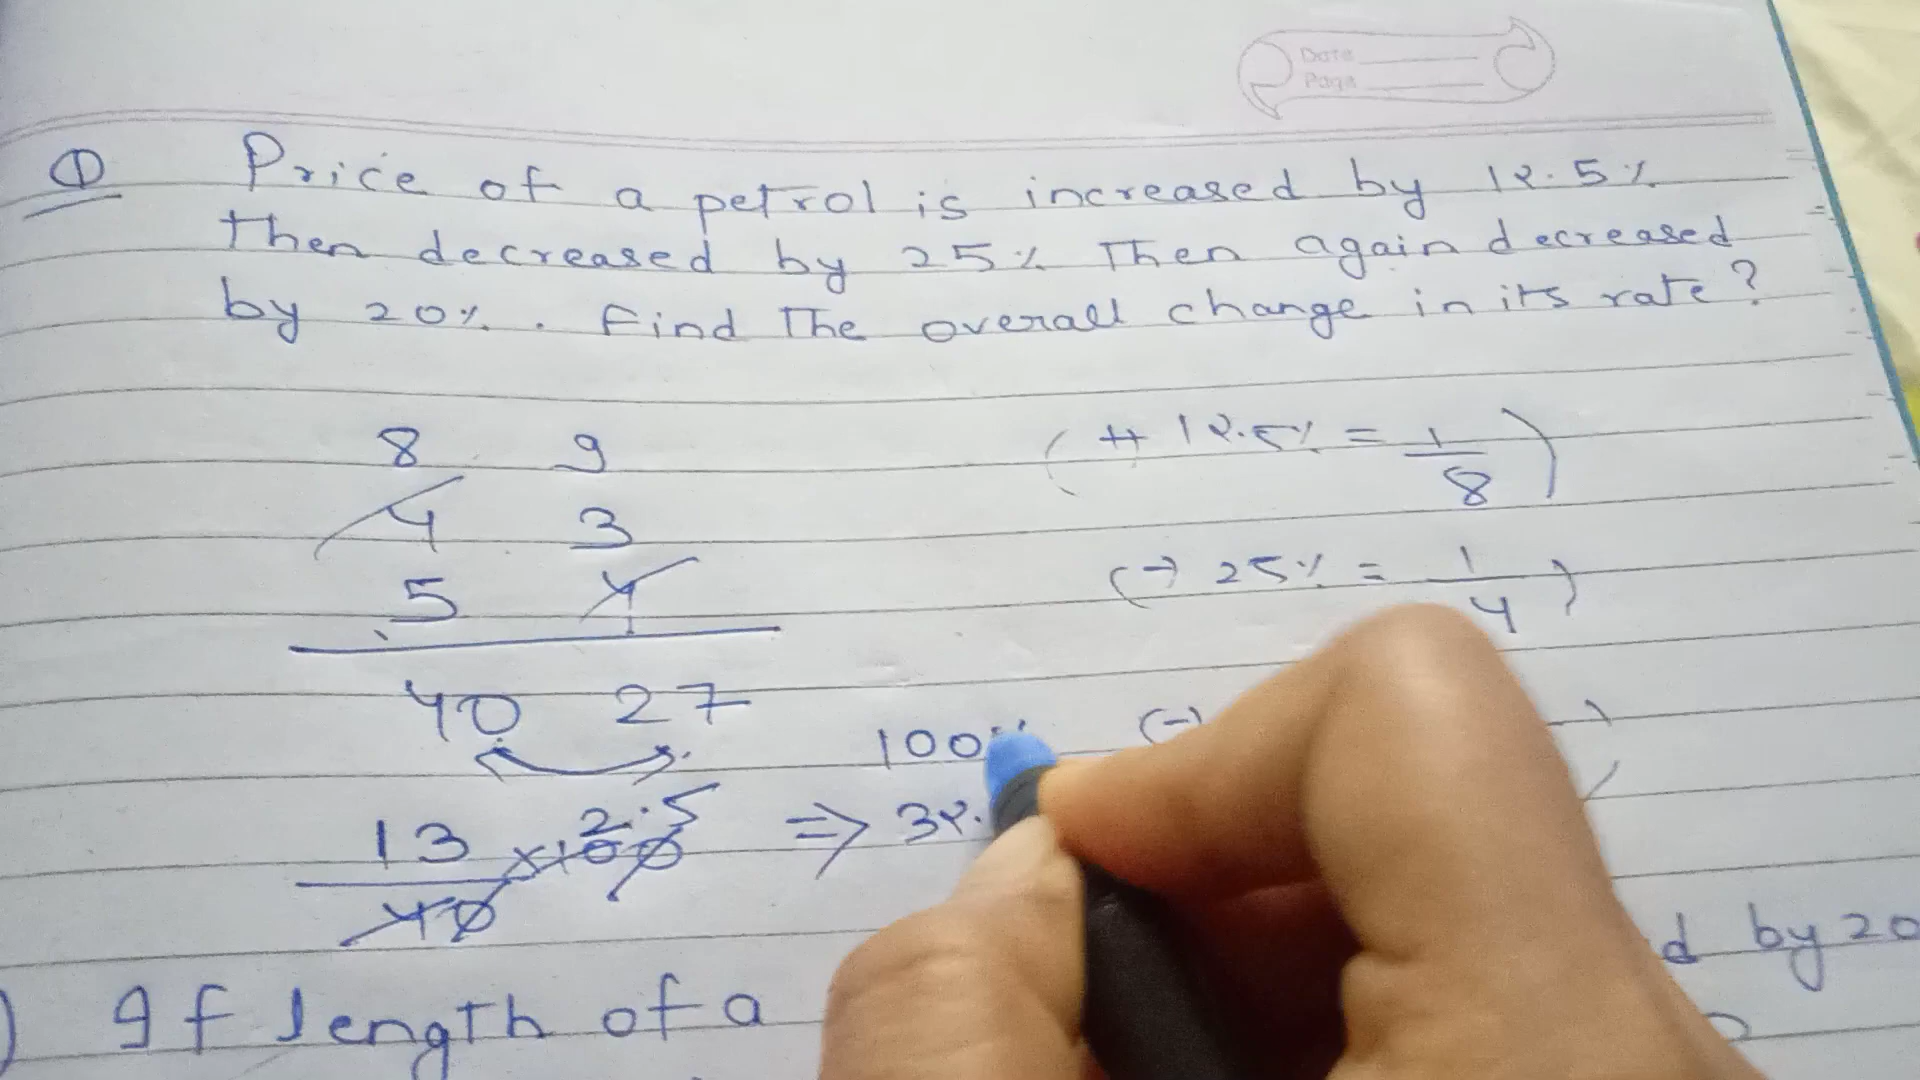 Date
Page
① Price of a petrol is increased by 12.5%
Then decreased by 25% Then again decreased
by 20%. Find The overall change in its rate?
8 9 (+) 12.5% = 1/8
4 3
5 4 (-) 25% = 1/4
1
40 27
100% (-)
13/40 × 100 2.5 ⇒ 32.
d by 20
) If length of a